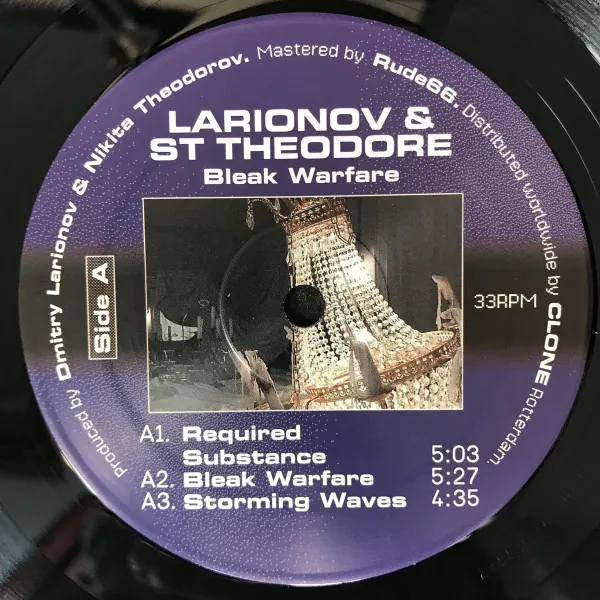 Produced by Dmitry Larionov & Nikita Theodorov. Mastered by Rude66. Distributed worldwide by CLONE Rotterdam.
LARIONOV &
ST THEODORE
Bleak Warfare
Side A
33RPM
A1. Required
Substance 5:03
A2. Bleak Warfare 5:27
A3. Storming Waves 4:35